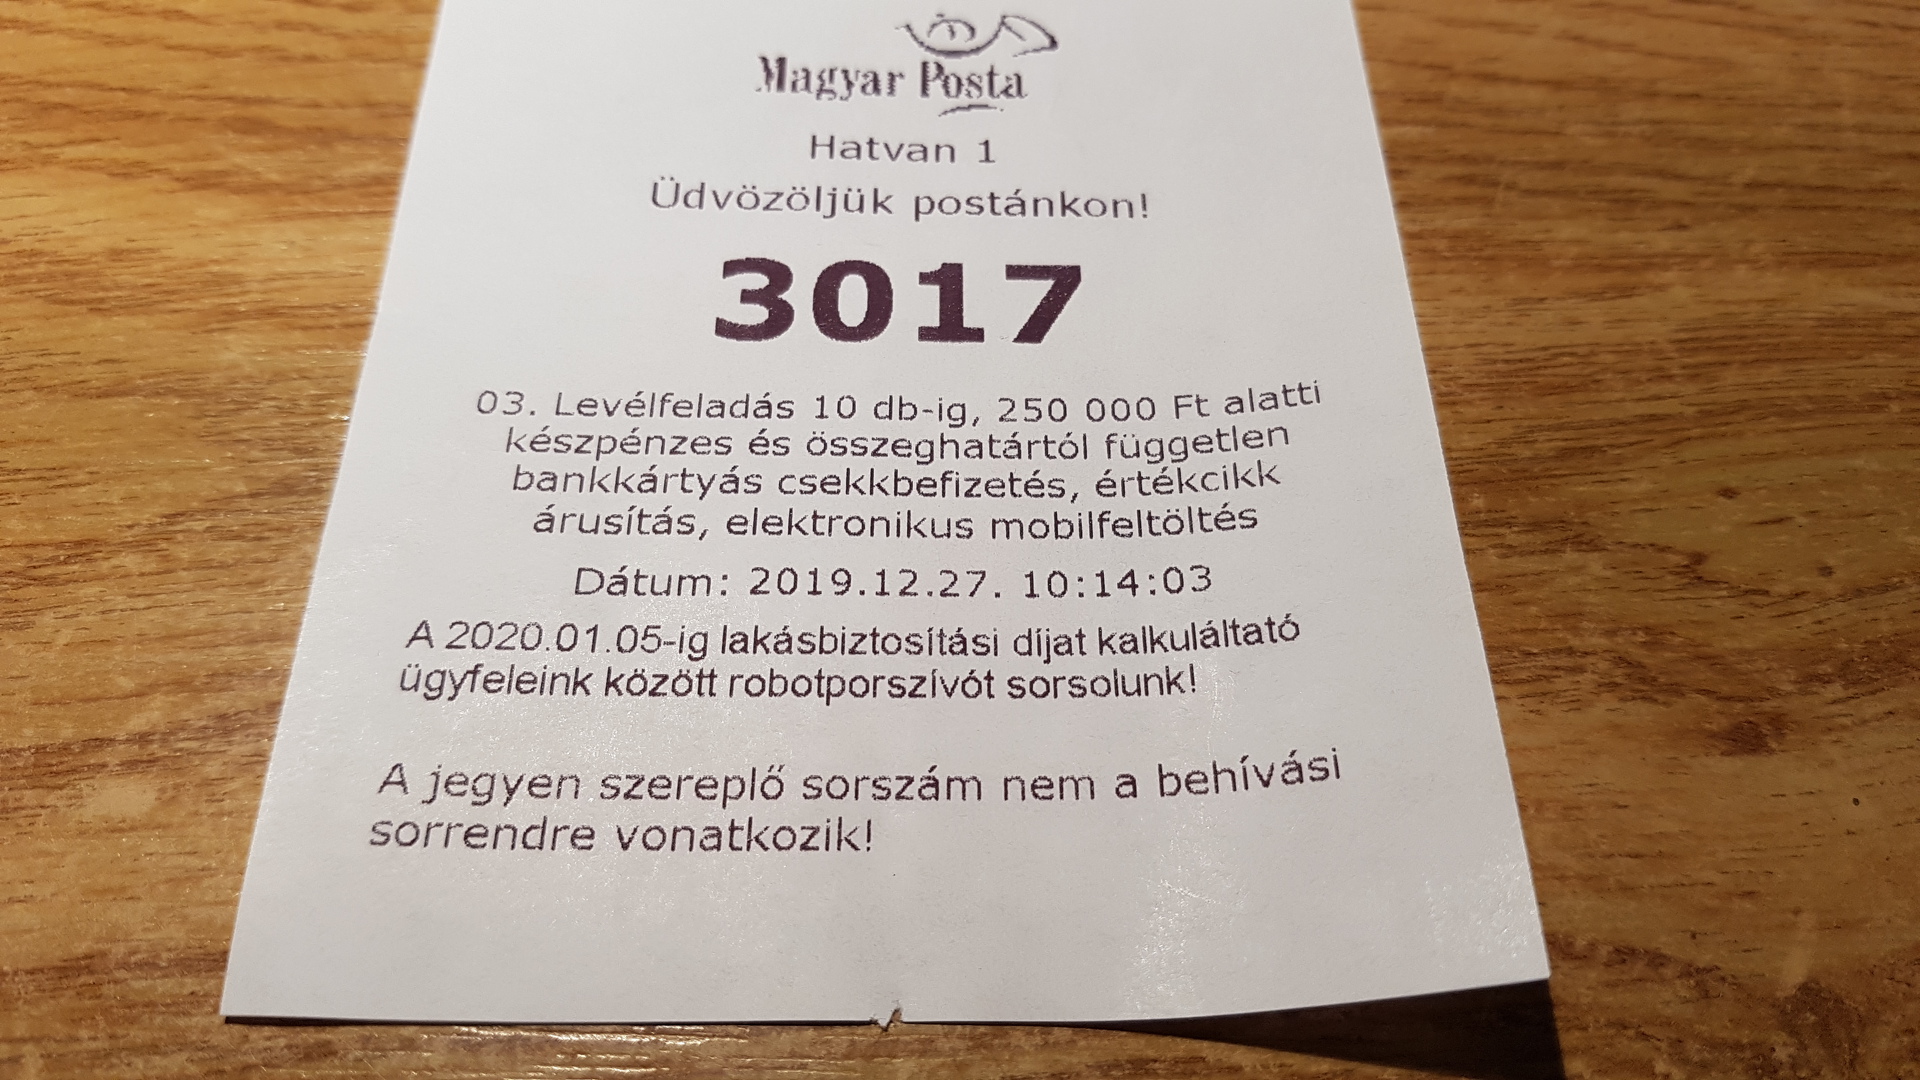 Magyar Posta
Hatvan 1
Üdvözöljük postánkon!
3017
03. Levélfeladás 10 db-ig, 250 000 Ft alatti
készpénzes és összeghatártól független
bankkártyás csekkbefizetés, értékcikk
árusítás, elektronikus mobilfeltöltés
Dátum: 2019.12.27. 10:14:03
A 2020.01.05-ig lakásbiztosítási díjat kalkuláltató
ügyfeleink között robotporszívót sorsolunk!
A jegyen szereplő sorszám nem a behívási
sorrendre vonatkozik!